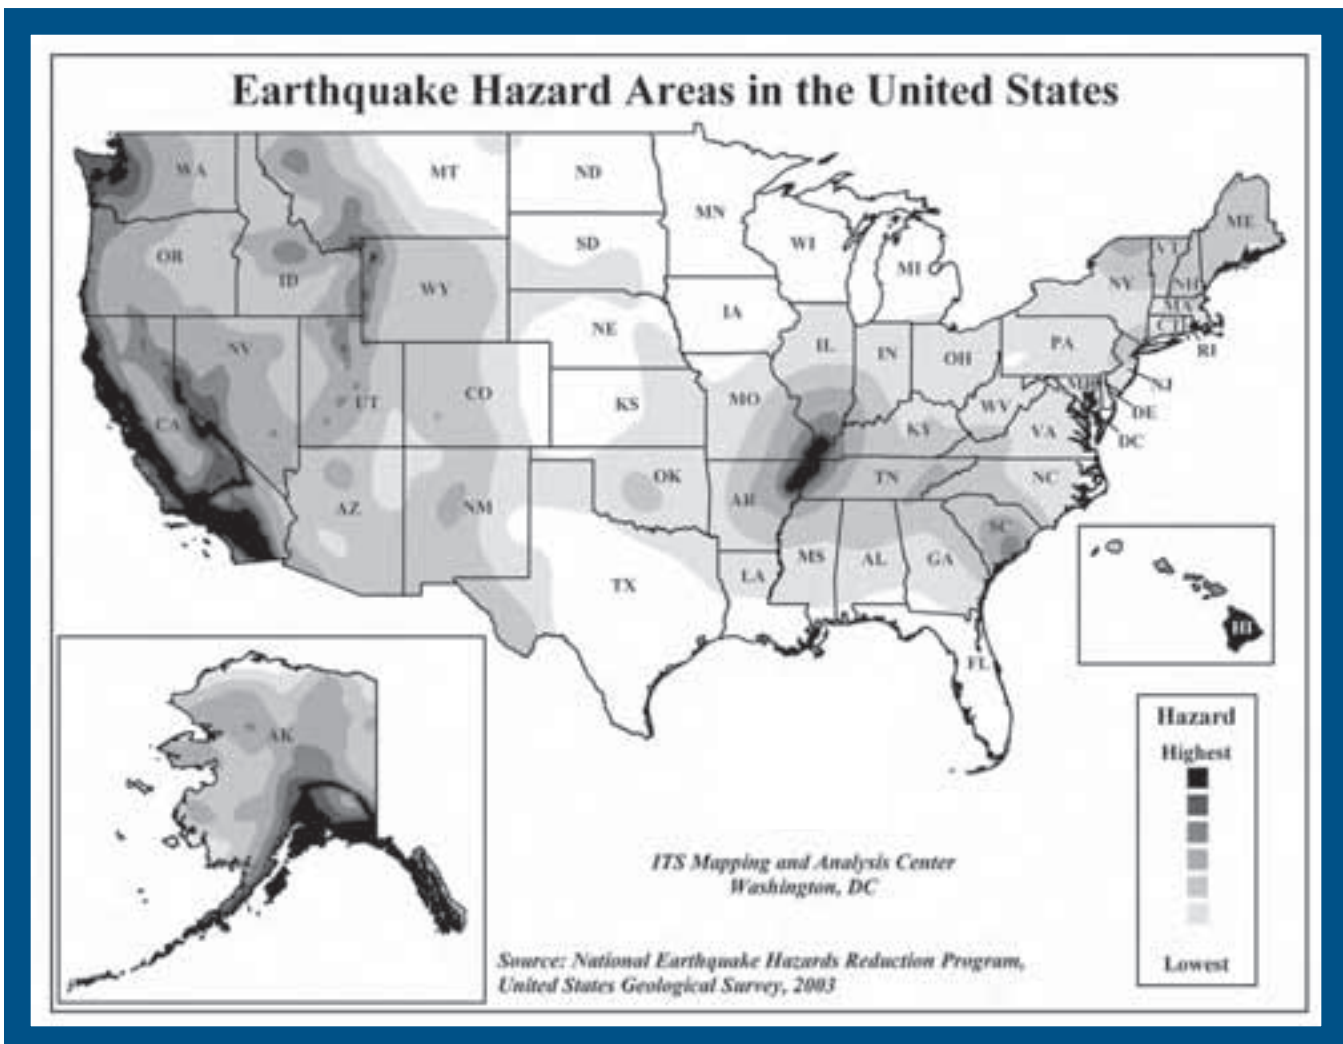 Earthquake Hazard Areas in the United States
WA
MT
ND
MN
WI
MI
ME
VT
NH
NY
MA
CT
RI
OR
ID
WY
SD
IA
NE
PA
NJ
NV
UT
CO
KS
MO
IL
IN
OH
WV
MD
DE
DC
VA
KY
CA
AZ
NM
OK
AR
TN
NC
SC
TX
LA
MS
AL
GA
FL
HI
AK
Hazard
Highest
Lowest
ITS Mapping and Analysis Center
Washington, DC
Source: National Earthquake Hazards Reduction Program,
United States Geological Survey, 2003